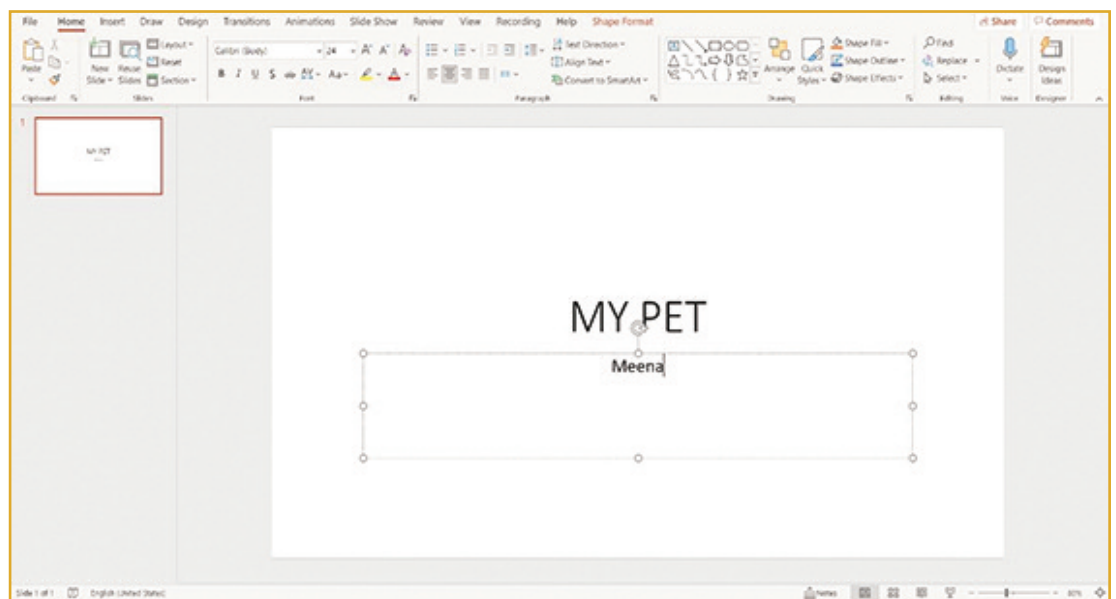 File Home Insert Draw Design Transitions Animations Slide Show Review View Recording Help Shape Format Share Comments
Paste New Slide Reuse Slides Layout Reset Section
Calibri (Body) 24
Text Direction Align Text Convert to SmartArt
Arrange Quick Styles Shape Fill Shape Outline Shape Effects
Find Replace Select
Dictate Design Ideas
Clipboard Slides Font Paragraph Drawing Editing Voice Designer
1
MY PET
MY PET
Meena
Slide 1 of 1 English (United States) Notes 80%